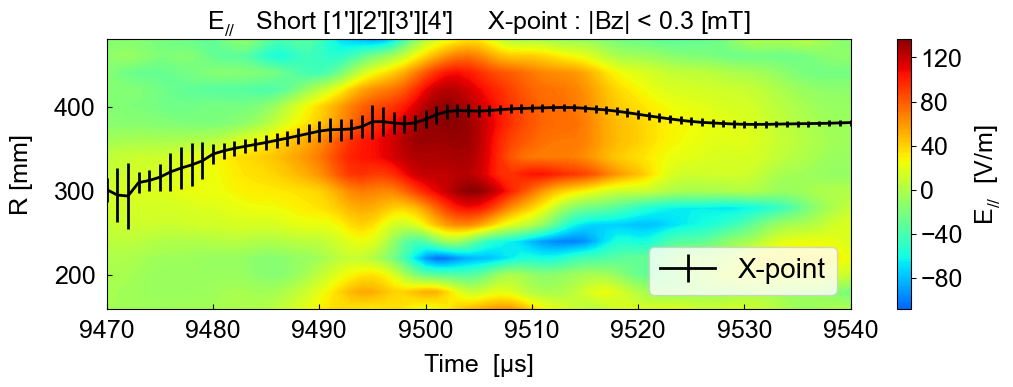 E// Short [1'][2'][3'][4'] X-point : |Bz| < 0.3 [mT]
R [mm]
400
300
200
9470 9480 9490 9500 9510 9520 9530 9540
Time [μs]
X-point
120
80
40
0
−40
−80
E// [V/m]